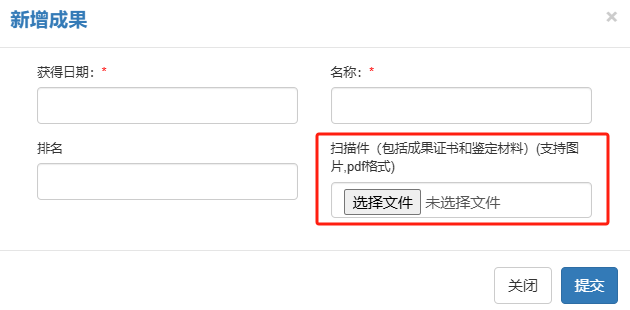 新增成果
×
获得日期：*
名称：*
排名
扫描件（包括成果证书和鉴定材料）(支持图
片,pdf格式)
选择文件 未选择文件
关闭
提交